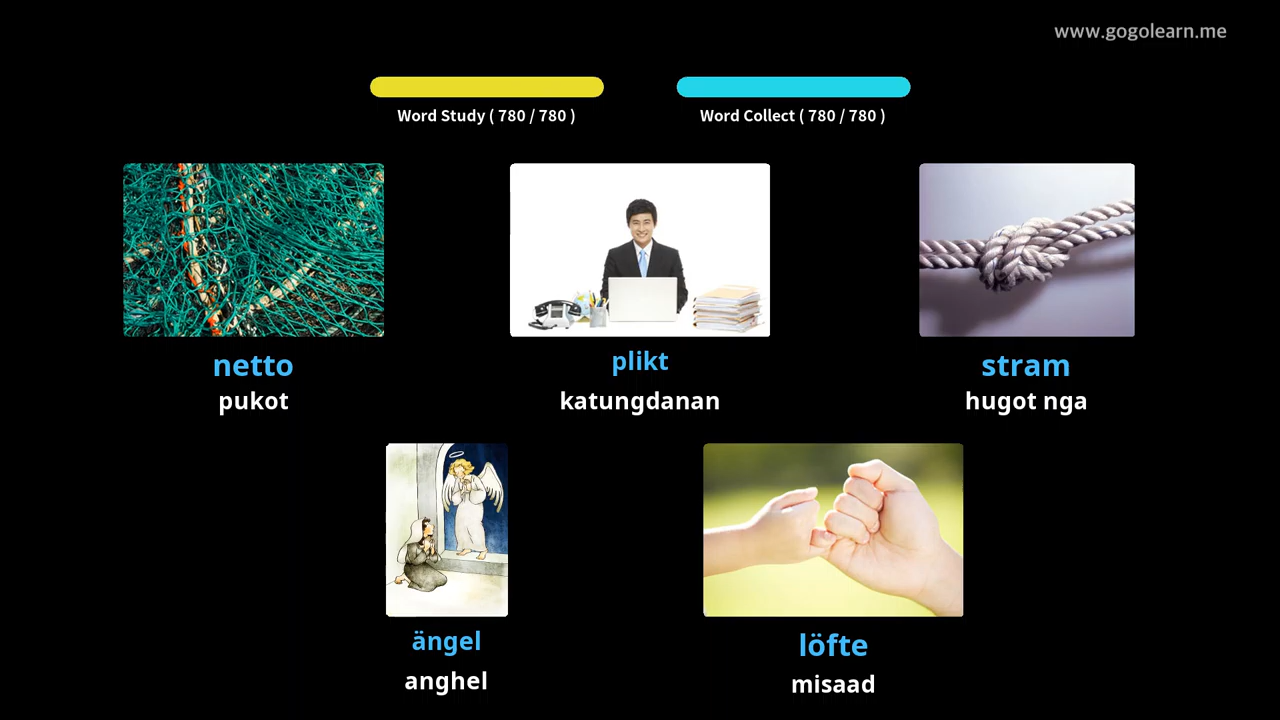 www.gogolearn.me
Word Study ( 780 / 780 )
Word Collect ( 780 / 780 )
netto
pukot
plikt
katungdanan
stram
hugot nga
ängel
anghel
löfte
misaad